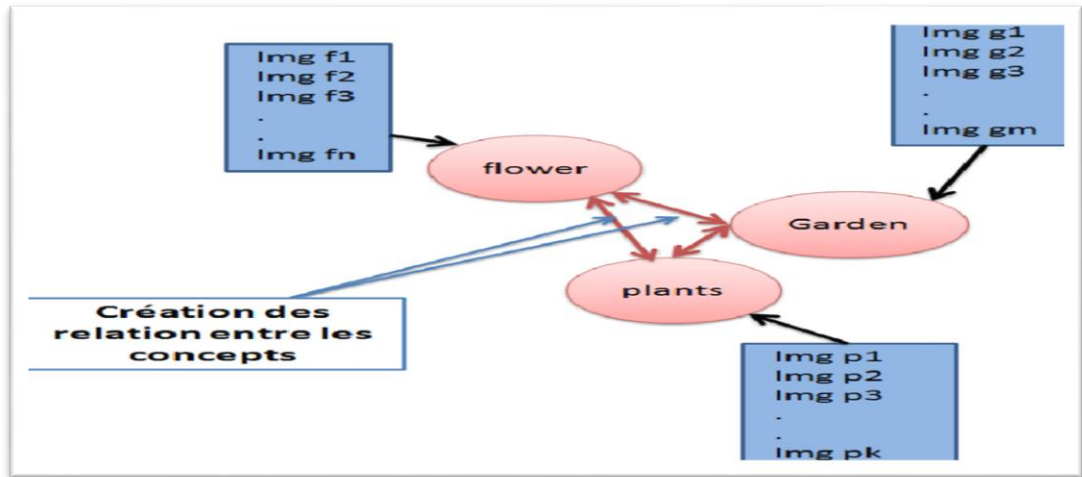 Img f1
Img f2
Img f3
.
.
Img fn
Img g1
Img g2
Img g3
.
.
Img gm
flower
Garden
plants
Création des
relation entre les
concepts
Img p1
Img p2
Img p3
.
.
Img pk